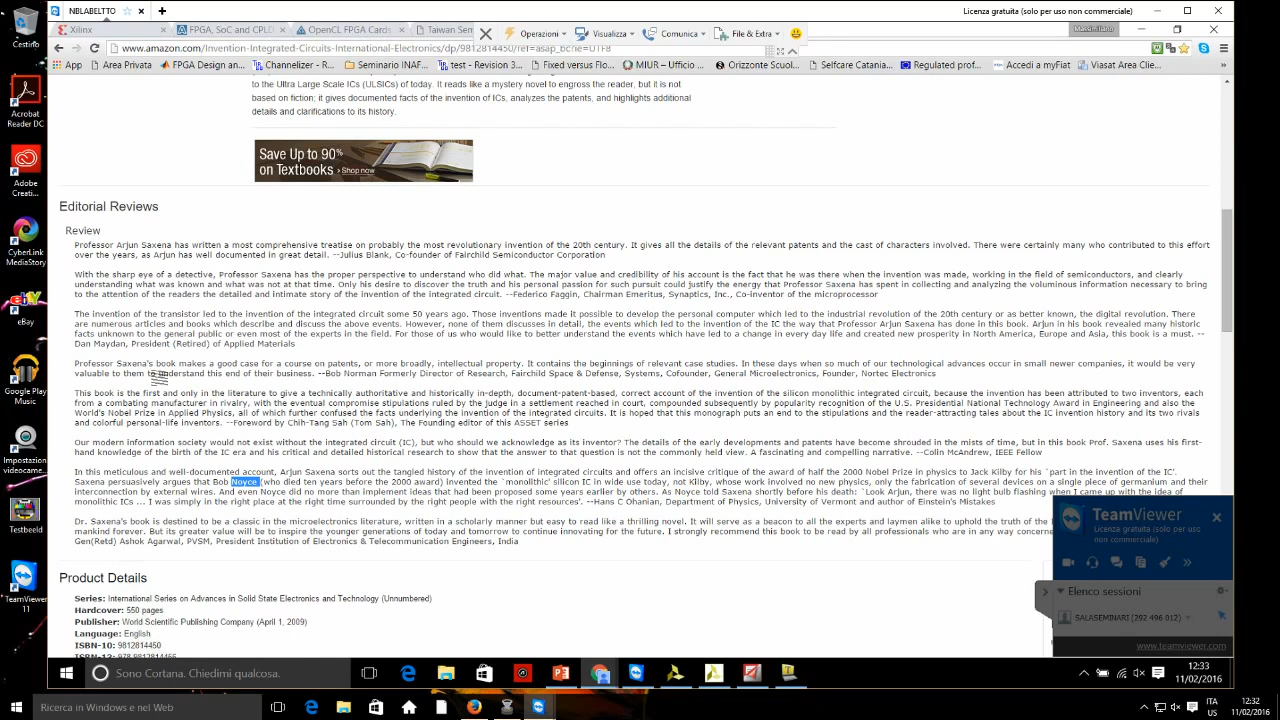 NBLABELTTO
Licenza gratuita (solo per uso non commerciale)
Xilinx
FPGA, SoC and CPLD
OpenCL FPGA Cards
Taiwan Sem
Operazioni
Visualizza
Comunica
File & Extra
Massimiliano
www.amazon.com/Invention-Integrated-Circuits-International-Electronics/dp/9812814450/ref=asap_bc?ie=UTF8
App
Area Privata
FPGA Design an...
Channelizer - R...
Seminario INAF...
test - Revision 3...
Fixed versus Flo...
MIUR – Ufficio ...
Orizzonte Scuol...
Selfcare Catania...
Regulated prof...
Accedi a myFiat
Viasat Area Clie...
to the Ultra Large Scale ICs (ULSICs) of today. It reads like a mystery novel to engross the reader, but it is not
based on fiction; it gives documented facts of the invention of ICs, analyzes the patents, and highlights additional
details and clarifications to its history.
Save Up to 90%
on Textbooks › Shop now
Editorial Reviews
Review
Professor Arjun Saxena has written a most comprehensive treatise on probably the most revolutionary invention of the 20th century. It gives all the details of the relevant patents and the cast of characters involved. There were certainly many who contributed to this effort
over the years, as Arjun has well documented in great detail. --Julius Blank, Co-founder of Fairchild Semiconductor Corporation
With the sharp eye of a detective, Professor Saxena has the proper perspective to understand who did what. The major value and credibility of his account is the fact that he was there when the invention was made, working in the field of semiconductors, and clearly
understanding what was known and what was not at that time. Only his desire to discover the truth and his personal passion for such pursuit could justify the energy that Professor Saxena has spent in collecting and analyzing the voluminous information necessary to bring
to the attention of the readers the detailed and intimate story of the invention of the integrated circuit. --Federico Faggin, Chairman Emeritus, Synaptics, Inc., Co-inventor of the microprocessor
The invention of the transistor led to the invention of the integrated circuit some 50 years ago. Those inventions made it possible to develop the personal computer which led to the industrial revolution of the 20th century or as better known, the digital revolution. There
are numerous articles and books which describe and discuss the above events. However, none of them discusses in detail, the events which led to the invention of the IC the way that Professor Arjun Saxena has done in this book. Arjun in his book revealed many historic
facts unknown to the general public or even most of the experts in the field. For those of us who would like to better understand the events which have led to a change in every day life and created new prosperity in North America, Europe and Asia, this book is a must. --
Dan Maydan, President (Retired) of Applied Materials
Professor Saxena's book makes a good case for a course on patents, or more broadly, intellectual property. It contains the beginnings of relevant case studies. In these days when so much of our technological advances occur in small newer companies, it would be very
valuable to them to understand this end of their business. --Bob Norman Formerly Director of Research, Fairchild Space & Defense, Systems, Cofounder, General Microelectronics, Founder, Nortec Electronics
This book is the first and only in the literature to give a technically authoritative and historically in-depth, document-patent-based, correct account of the invention of the silicon monolithic integrated circuit, because the invention has been attributed to two inventors, each
from a combating manufacturer in rivalry, with the eventual compromise stipulations ruled by the judge in a settlement reached in court, compounded subsequently by popularity recognition of the U.S. Presidential National Technology Award in Engineering and also the
World's Nobel Prize in Applied Physics, all of which further confused the facts underlying the invention of the integrated circuits. It is hoped that this monograph puts an end to the stipulations and the reader-attracting tales about the IC invention history and its two rivals
and colorful personal-life inventors. --Foreword by Chih-Tang Sah (Tom Sah), The Founding editor of this ASSET series
Our modern information society would not exist without the integrated circuit (IC), but who should we acknowledge as its inventor? The details of the early developments and patents have become shrouded in the mists of time, but in this book Prof. Saxena uses his first-
hand knowledge of the birth of the IC era and his critical and detailed historical research to show that the answer to that question is not the commonly held view. A fascinating and inspiring narrative. --Colin McAndrew, IEEE Fellow
In this meticulous and well-documented account, Arjun Saxena sorts out the tangled history of the invention of integrated circuits and offers an incisive critique of the award of half the 2000 Nobel Prize in physics to Jack Kilby for his `part in the invention of the IC'.
Saxena persuasively argues that Bob Noyce (who died ten years before the 2000 award) invented the `monolithic' silicon IC in wide use today, not Kilby, whose work involved no new physics, only the fabrication of several devices on a single piece of germanium and their
interconnection by external wires. And even Noyce did no more than implement ideas that had been proposed some years earlier by others. As Noyce told Saxena shortly before his death: `Look Arjun, there was no light bulb flashing when I came up with the idea of
monolithic ICs ... I was simply in the right place at the right time surrounded by the right people with the right resources'. --Hans C Ohanian, Department of Physics, University of Vermont and author of Einstein's Mistakes
Dr. Saxena's book is destined to be a classic in the microelectronics literature, written in a scholarly manner but easy to read like a thrilling novel. It will serve as a beacon to all the experts and laymen alike to uphold the truth of the
mankind forever. But its greater value will be to inspire the younger generations of today and tomorrow to continue innovating for the future. I strongly recommend this book to be read by all professionals who are in any way concerne
Gen(Retd) Ashok Agarwal, PVSM, President Institution of Electronics & Telecommunication Engineers, India
Product Details
Series: International Series on Advances in Solid State Electronics and Technology (Unnumbered)
Hardcover: 550 pages
Publisher: World Scientific Publishing Company (April 1, 2009)
Language: English
ISBN-10: 9812814450
Cestino
Acrobat
Reader DC
Adobe
Creati...
CyberLink
MediaStory
eBay
Google Play
Music
Impostazioni
videocame...
Testbeeld
TeamViewer
11
TeamViewer
Licenza gratuita (solo per uso
non commerciale)
Elenco sessioni
SALASEMINARI (292 496 012)
www.teamviewer.com
Sono Cortana. Chiedimi qualcosa.
12:33
11/02/2016
Ricerca in Windows e nel Web
ITA
US
12:32
11/02/2016